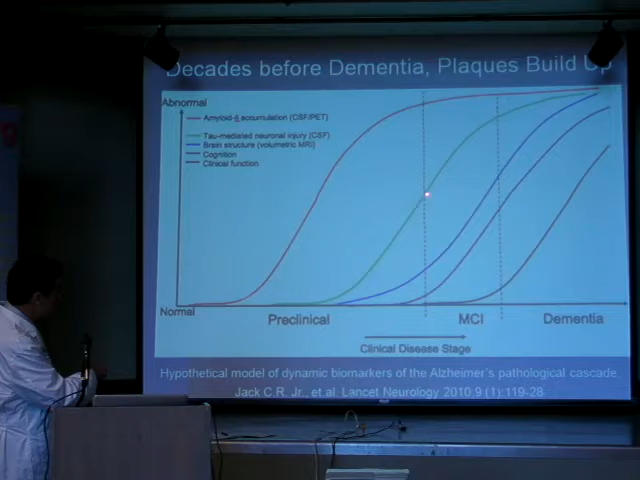 Decades before Dementia, Plaques Build Up
Abnormal
Amyloid-β accumulation (CSF/PET)
Tau-mediated neuronal injury (CSF)
Brain structure (volumetric MRI)
Cognition
Clinical function
Normal
Preclinical MCI Dementia
Clinical Disease Stage
Hypothetical model of dynamic biomarkers of the Alzheimer's pathological cascade.
Jack C.R. Jr., et.al. Lancet Neurology 2010:9 (1):119-28